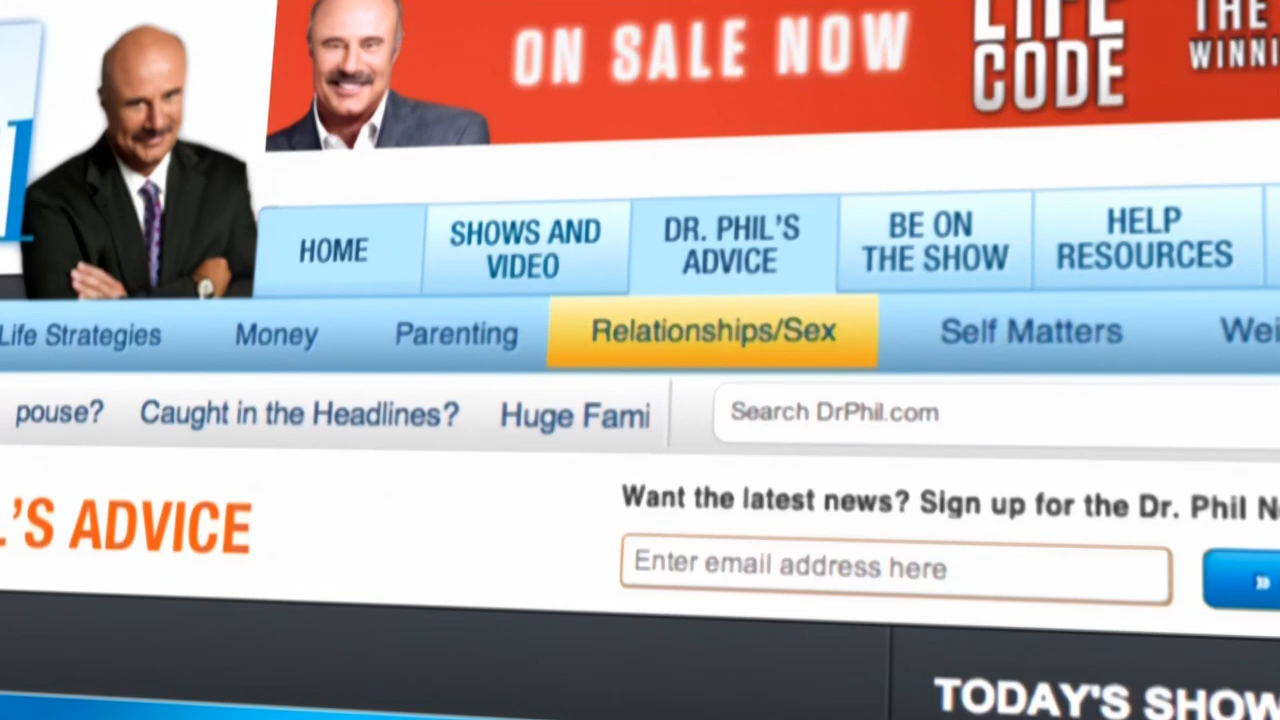 ON SALE NOW
LIFE
CODE
THE
WINNI
HOME
SHOWS AND
VIDEO
DR. PHIL'S
ADVICE
BE ON
THE SHOW
HELP
RESOURCES
Life Strategies
Money
Parenting
Relationships/Sex
Self Matters
Wei
pouse?
Caught in the Headlines?
Huge Fami
Search DrPhil.com
L'S ADVICE
Want the latest news? Sign up for the Dr. Phil N
Enter email address here
»
TODAY'S SHOW